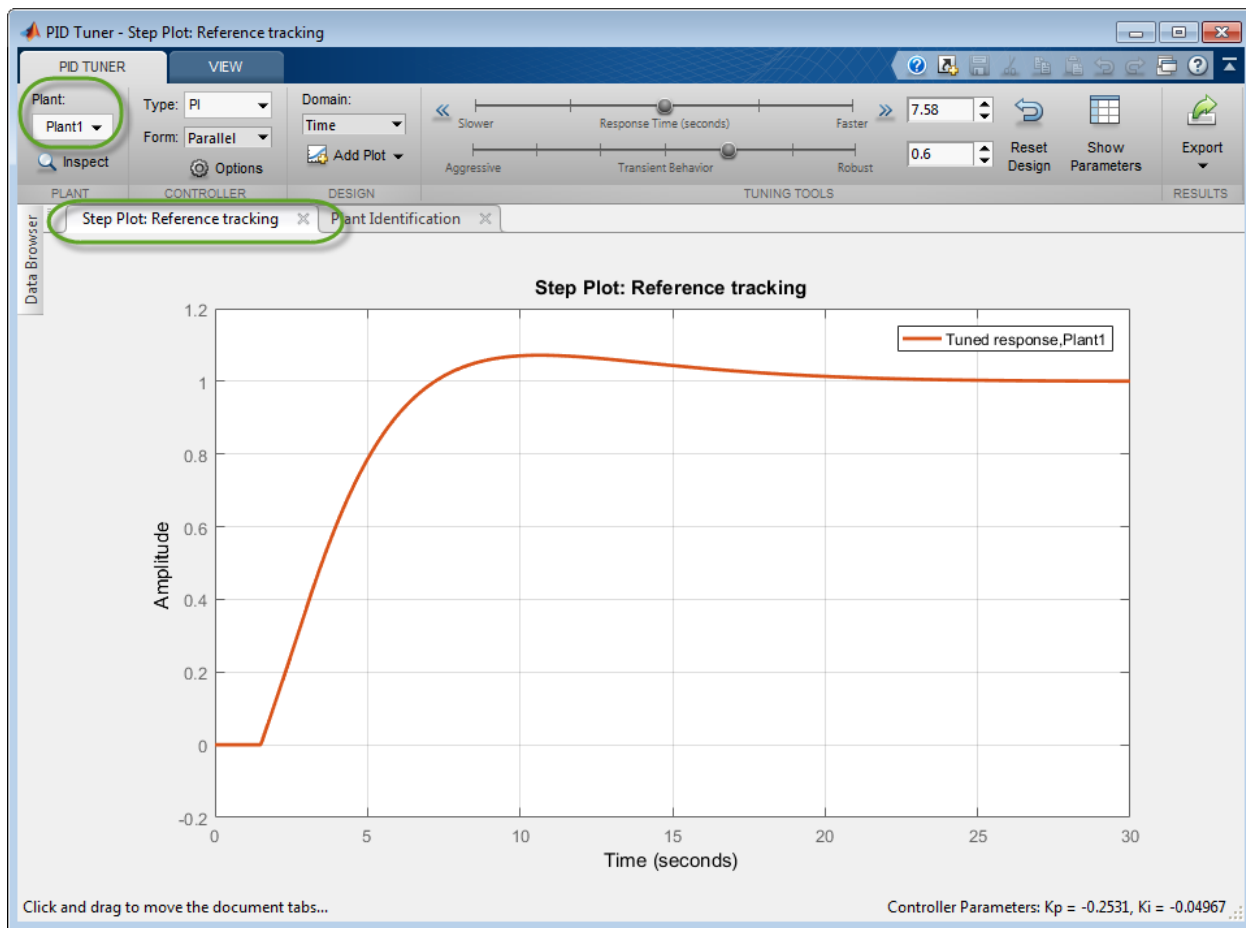 PID Tuner - Step Plot: Reference tracking
PID TUNER VIEW
Plant: Type: PI Domain: 7.58
Plant1 Form: Parallel Time Slower Response Time (seconds) Faster
Inspect Options Add Plot Aggressive Transient Behavior Robust 0.6 Reset Design Show Parameters Export
PLANT CONTROLLER DESIGN TUNING TOOLS RESULTS
Data Browser
Step Plot: Reference tracking Plant Identification
Step Plot: Reference tracking
Tuned response,Plant1
1.2
1
0.8
0.6
0.4
0.2
0
-0.2
Amplitude
0 5 10 15 20 25 30
Time (seconds)
Click and drag to move the document tabs... Controller Parameters: Kp = -0.2531, Ki = -0.04967